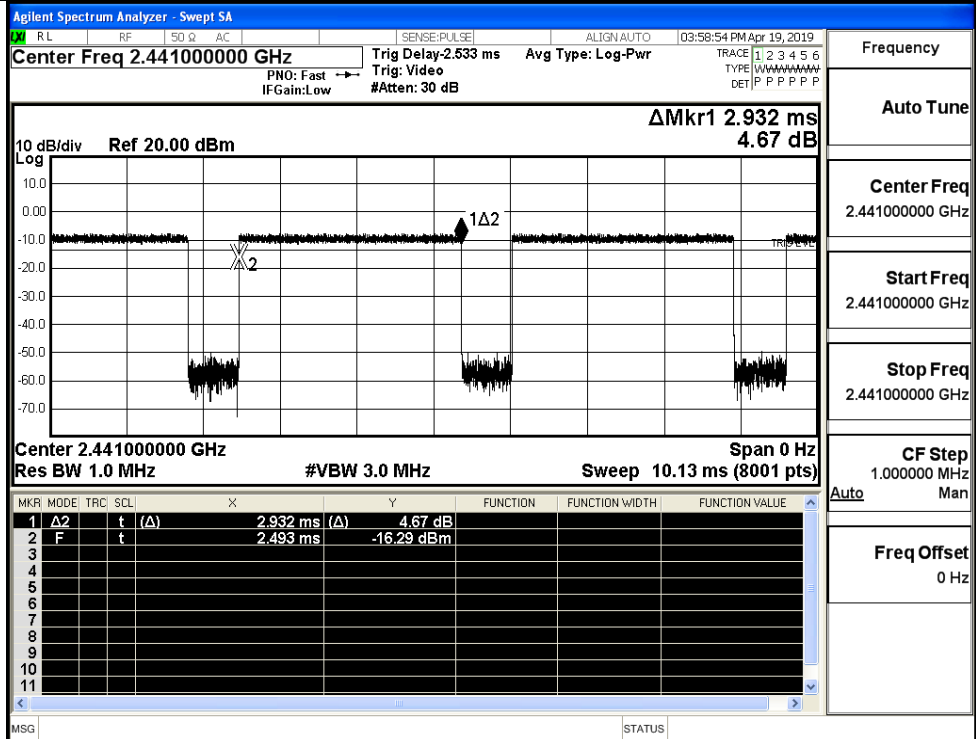 Agilent Spectrum Analyzer - Swept SA
LXI RL RF 50 Ω AC SENSE:PULSE ALIGN AUTO 03:58:54 PM Apr 19, 2019
Center Freq 2.441000000 GHz Trig Delay-2.533 ms Avg Type: Log-Pwr TRACE 1 2 3 4 5 6
PNO: Fast Trig: Video TYPE WWWWWW
IFGain:Low #Atten: 30 dB DET P P P P P P
ΔMkr1 2.932 ms
4.67 dB
10 dB/div Ref 20.00 dBm
Log
10.0
0.00
-10.0
-20.0
-30.0
-40.0
-50.0
-60.0
-70.0
1Δ2
2
Center 2.441000000 GHz Span 0 Hz
Res BW 1.0 MHz #VBW 3.0 MHz Sweep 10.13 ms (8001 pts)
MKR MODE TRC SCL X Y FUNCTION FUNCTION WIDTH FUNCTION VALUE
1 Δ2 t (Δ) 2.932 ms (Δ) 4.67 dB
2 F t 2.493 ms -16.29 dBm
3
4
5
6
7
8
9
10
11
MSG STATUS
Frequency
Auto Tune
Center Freq
2.441000000 GHz
Start Freq
2.441000000 GHz
Stop Freq
2.441000000 GHz
CF Step
1.000000 MHz
Auto Man
Freq Offset
0 Hz